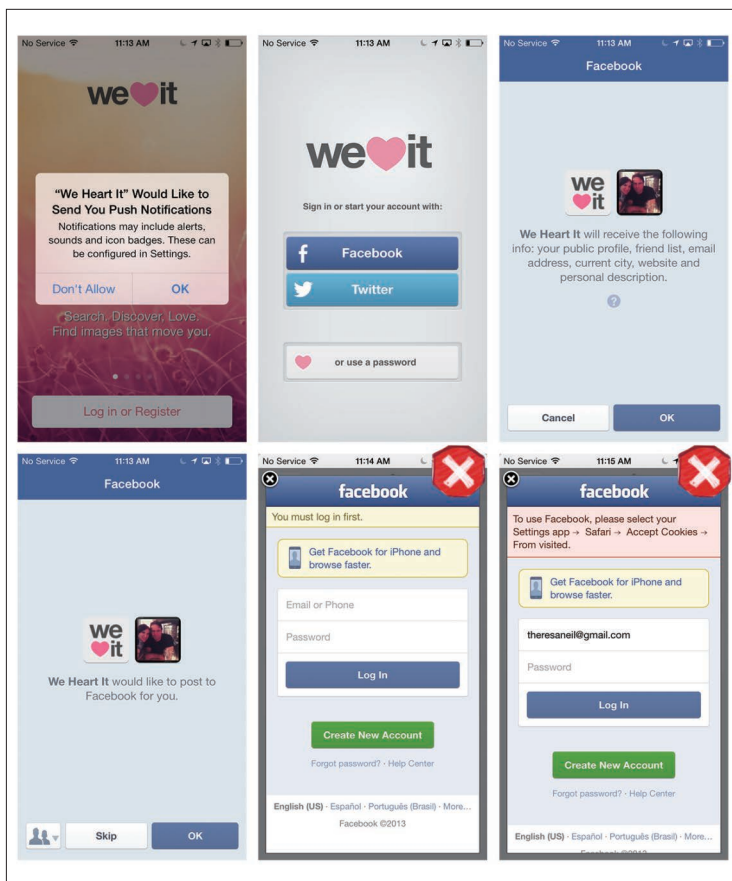 No Service 11:13 AM
we it
“We Heart It” Would Like to
Send You Push Notifications
Notifications may include alerts,
sounds and icon badges. These can
be configured in Settings.
Don't Allow OK
Search. Discover. Love.
Find images that move you.
Log in or Register
No Service 11:13 AM
we it
Sign in or start your account with:
f Facebook
Twitter
or use a password
No Service 11:13 AM
Facebook
we
it
We Heart It will receive the following
info: your public profile, friend list, email
address, current city, website and
personal description.
?
Cancel OK
No Service 11:13 AM
Facebook
we
it
We Heart It would like to post to
Facebook for you.
Skip OK
No Service 11:14 AM
facebook
You must log in first.
Get Facebook for iPhone and
browse faster.
Email or Phone
Password
Log In
Create New Account
Forgot password? · Help Center
English (US) · Español · Português (Brasil) · More...
Facebook ©2013
No Service 11:15 AM
facebook
To use Facebook, please select your
Settings app → Safari → Accept Cookies →
From visited.
Get Facebook for iPhone and
browse faster.
theresaneil@gmail.com
Password
Log In
Create New Account
Forgot password? · Help Center
English (US) · Español · Português (Brasil) · More...
Facebook ©2013